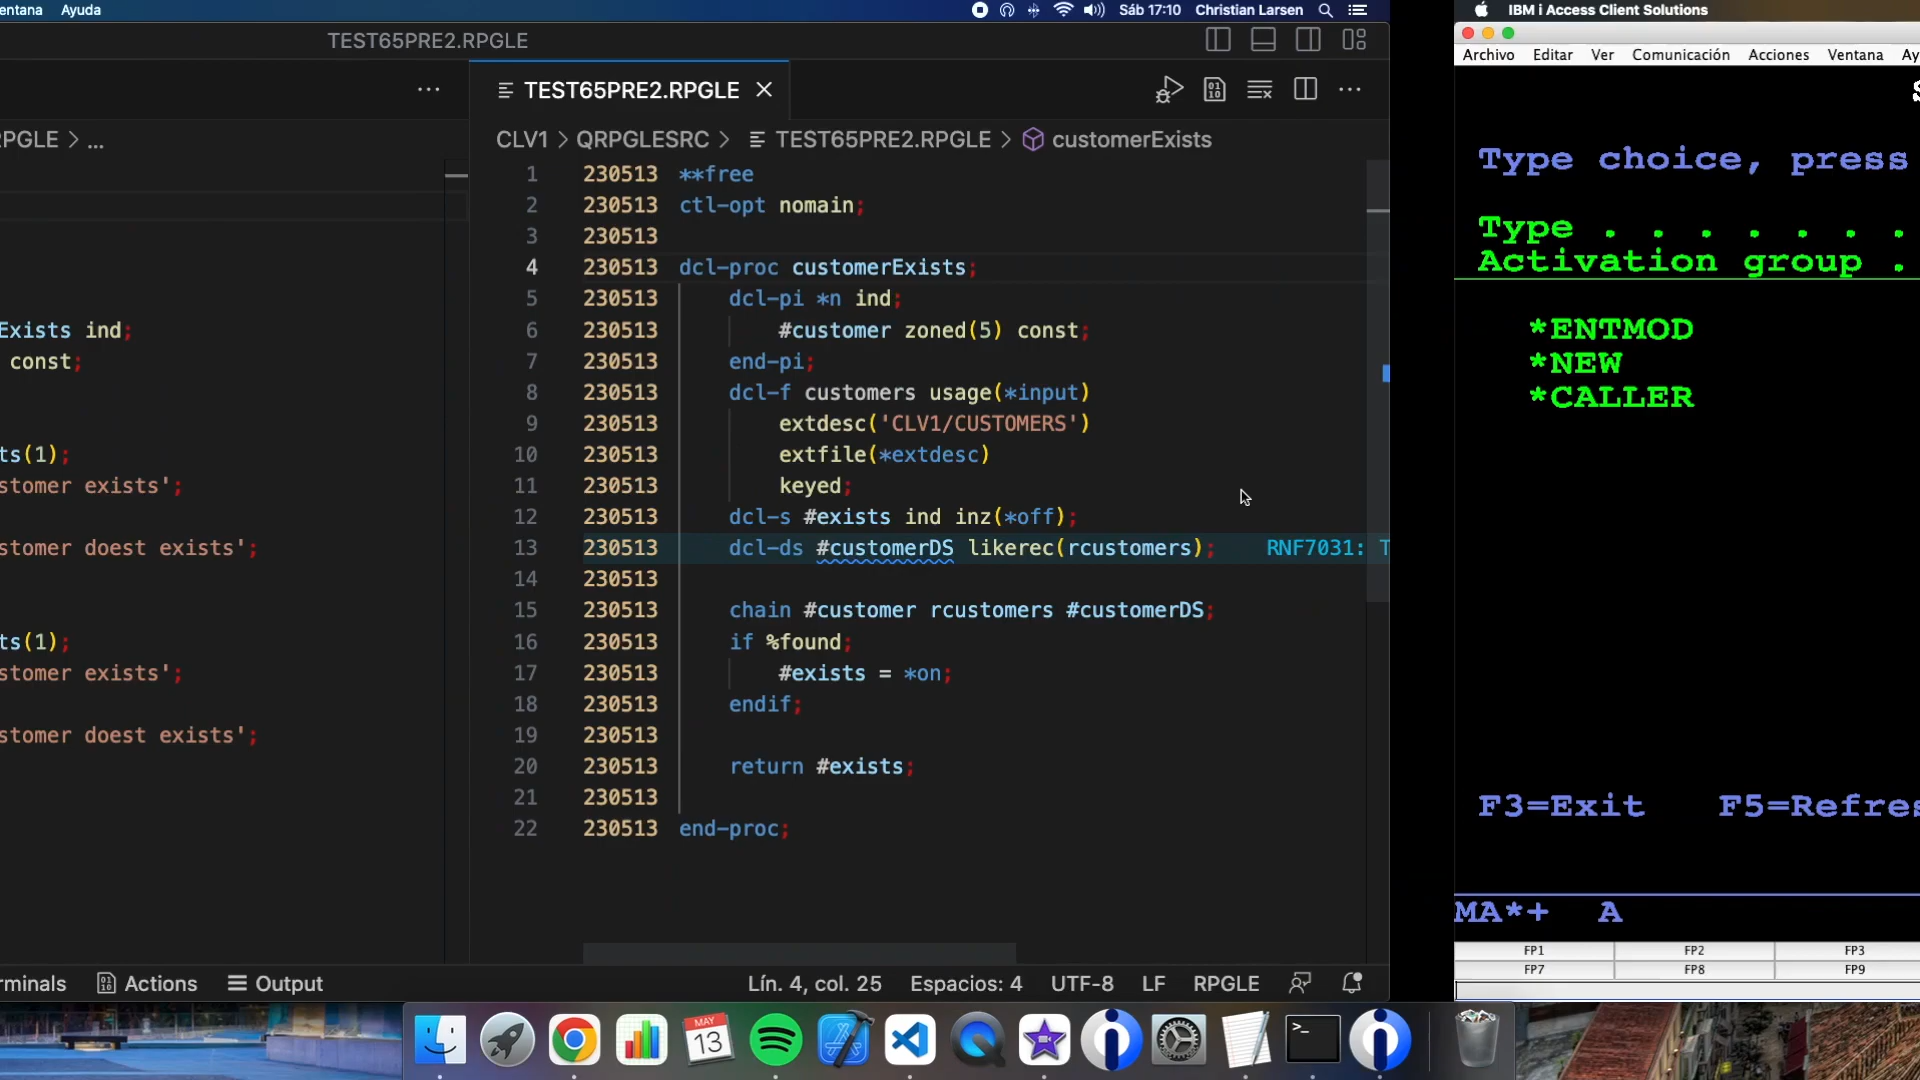 entana Ayuda
Sáb 17:10 Christian Larsen
TEST65PRE2.RPGLE
TEST65PRE2.RPGLE
RPGLE > ...
CLV1 > QRPGLESRC > TEST65PRE2.RPGLE > customerExists
Exists ind;
const;
ts(1);
stomer exists';
stomer doest exists';
ts(1);
stomer exists';
stomer doest exists';
1 230513 **free
2 230513 ctl-opt nomain;
3 230513
4 230513 dcl-proc customerExists;
5 230513 dcl-pi *n ind;
6 230513 #customer zoned(5) const;
7 230513 end-pi;
8 230513 dcl-f customers usage(*input)
9 230513 extdesc('CLV1/CUSTOMERS')
10 230513 extfile(*extdesc)
11 230513 keyed;
12 230513 dcl-s #exists ind inz(*off);
13 230513 dcl-ds #customerDS likerec(rcustomers); RNF7031: T
14 230513
15 230513 chain #customer rcustomers #customerDS;
16 230513 if %found;
17 230513 #exists = *on;
18 230513 endif;
19 230513
20 230513 return #exists;
21 230513
22 230513 end-proc;
rminals Actions Output
Lín. 4, col. 25 Espacios: 4 UTF-8 LF RPGLE
MAY
13
IBM i Access Client Solutions
Archivo Editar Ver Comunicación Acciones Ventana Ay
S
Type choice, press
Type . . . . . . .
Activation group .
*ENTMOD
*NEW
*CALLER
F3=Exit F5=Refres
MA*+ A
FP1 FP2 FP3
FP7 FP8 FP9